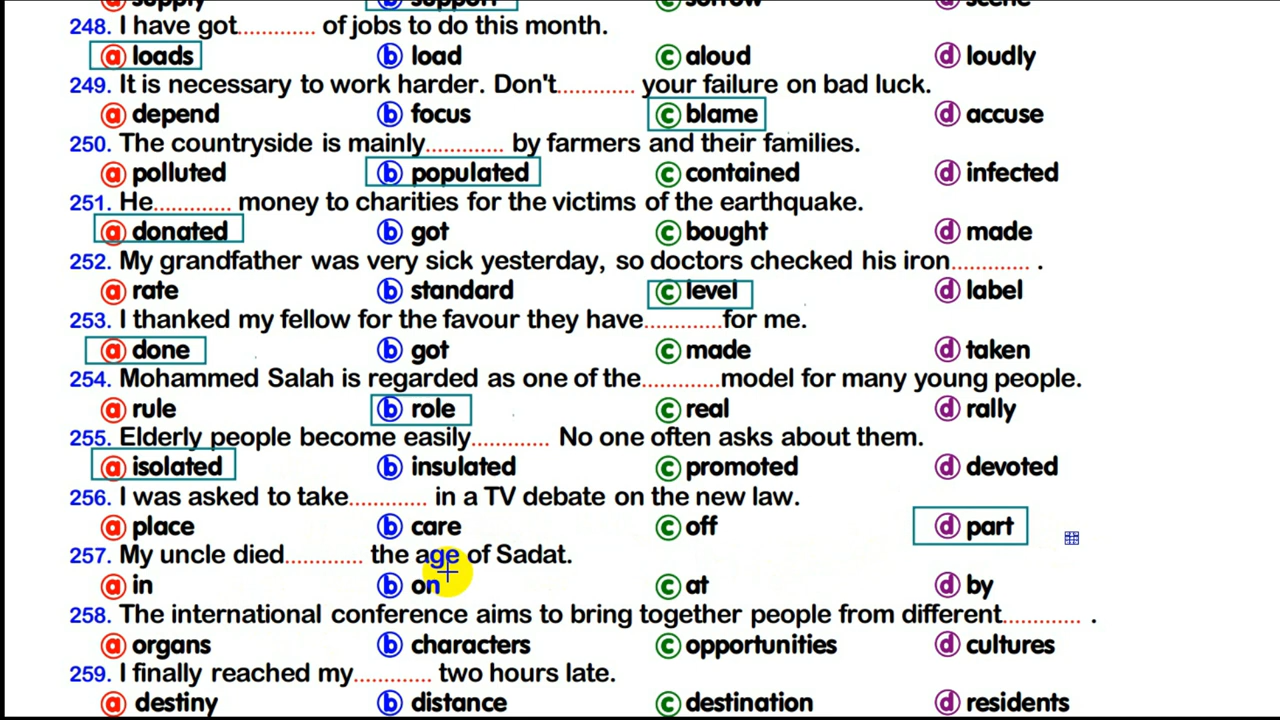 supply b support c sorrow d scene
248. I have got............. of jobs to do this month.
a loads b load c aloud d loudly
249. It is necessary to work harder. Don't............. your failure on bad luck.
a depend b focus c blame d accuse
250. The countryside is mainly............. by farmers and their families.
a polluted b populated c contained d infected
251. He............. money to charities for the victims of the earthquake.
a donated b got c bought d made
252. My grandfather was very sick yesterday, so doctors checked his iron............. .
a rate b standard c level d label
253. I thanked my fellow for the favour they have.............for me.
a done b got c made d taken
254. Mohammed Salah is regarded as one of the.............model for many young people.
a rule b role c real d rally
255. Elderly people become easily............. No one often asks about them.
a isolated b insulated c promoted d devoted
256. I was asked to take............. in a TV debate on the new law.
a place b care c off d part
257. My uncle died............. the age of Sadat.
a in b on c at d by
258. The international conference aims to bring together people from different............. .
a organs b characters c opportunities d cultures
259. I finally reached my............. two hours late.
a destiny b distance c destination d residents